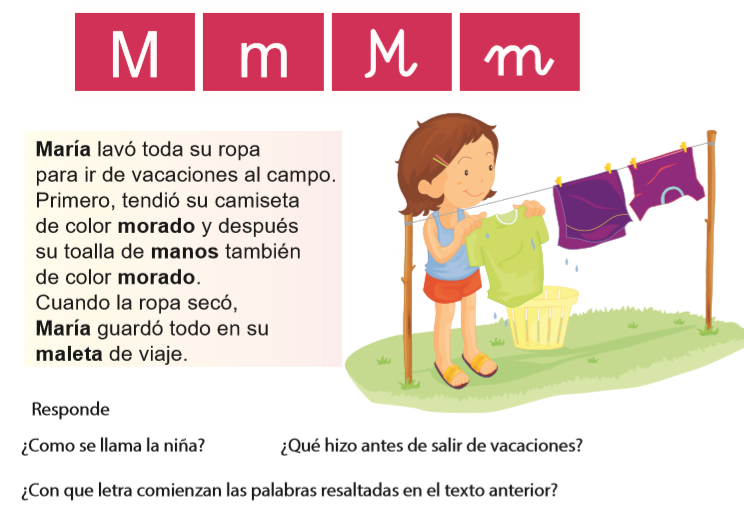 M m M m
María lavó toda su ropa
para ir de vacaciones al campo.
Primero, tendió su camiseta
de color morado y después
su toalla de manos también
de color morado.
Cuando la ropa secó,
María guardó todo en su
maleta de viaje.
Responde
¿Como se llama la niña? ¿Qué hizo antes de salir de vacaciones?
¿Con que letra comienzan las palabras resaltadas en el texto anterior?